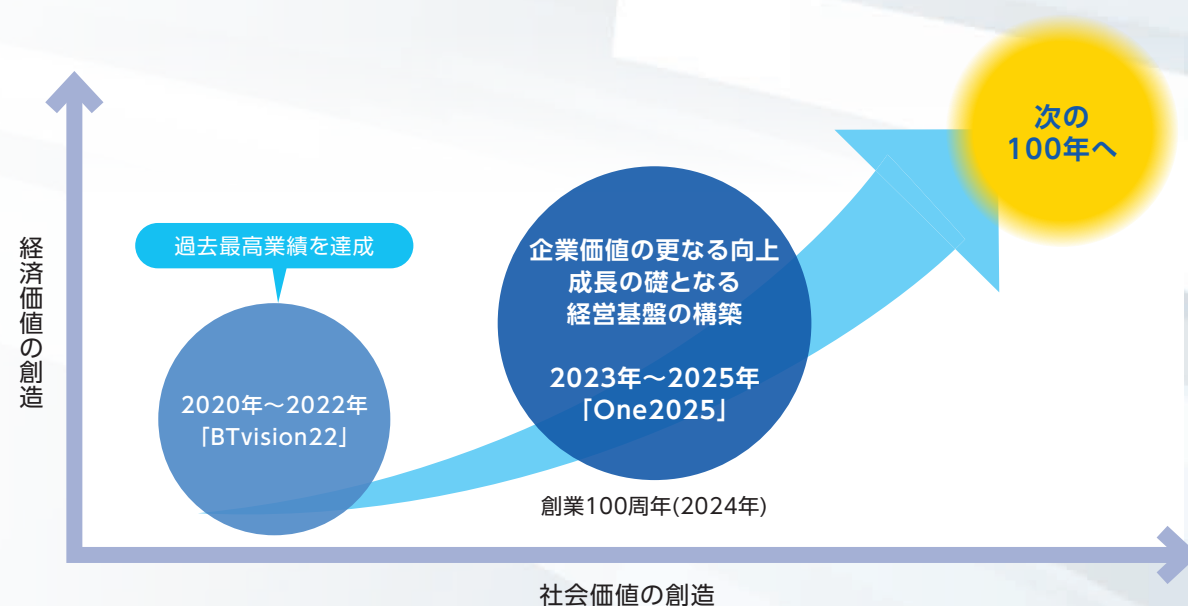 次の
100年へ
過去最高業績を達成
企業価値の更なる向上
成長の礎となる
経営基盤の構築
2023年～2025年
「One2025」
2020年～2022年
「BTvision22」
創業100周年(2024年)
経済価値の創造
社会価値の創造